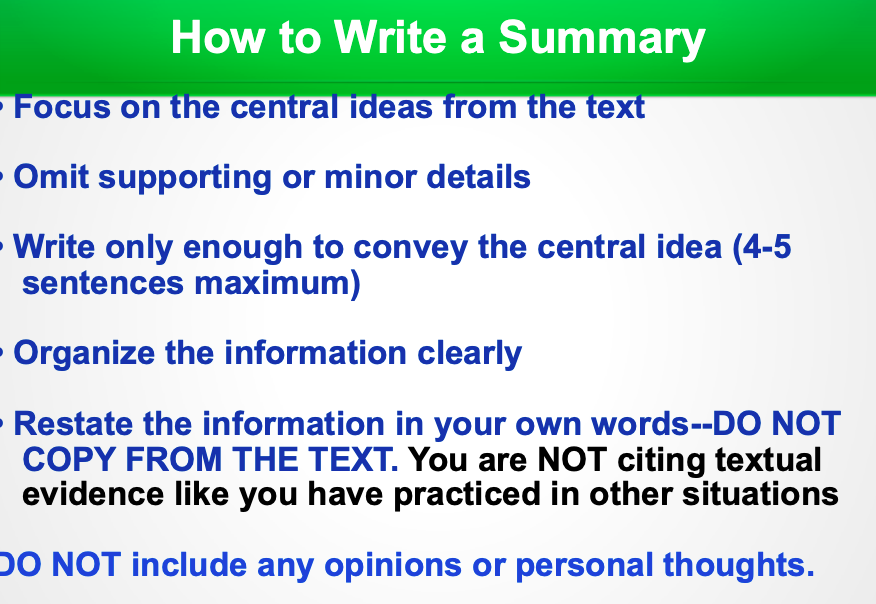 How to Write a Summary
• Focus on the central ideas from the text
• Omit supporting or minor details
• Write only enough to convey the central idea (4-5
sentences maximum)
• Organize the information clearly
• Restate the information in your own words--DO NOT
COPY FROM THE TEXT. You are NOT citing textual
evidence like you have practiced in other situations
DO NOT include any opinions or personal thoughts.